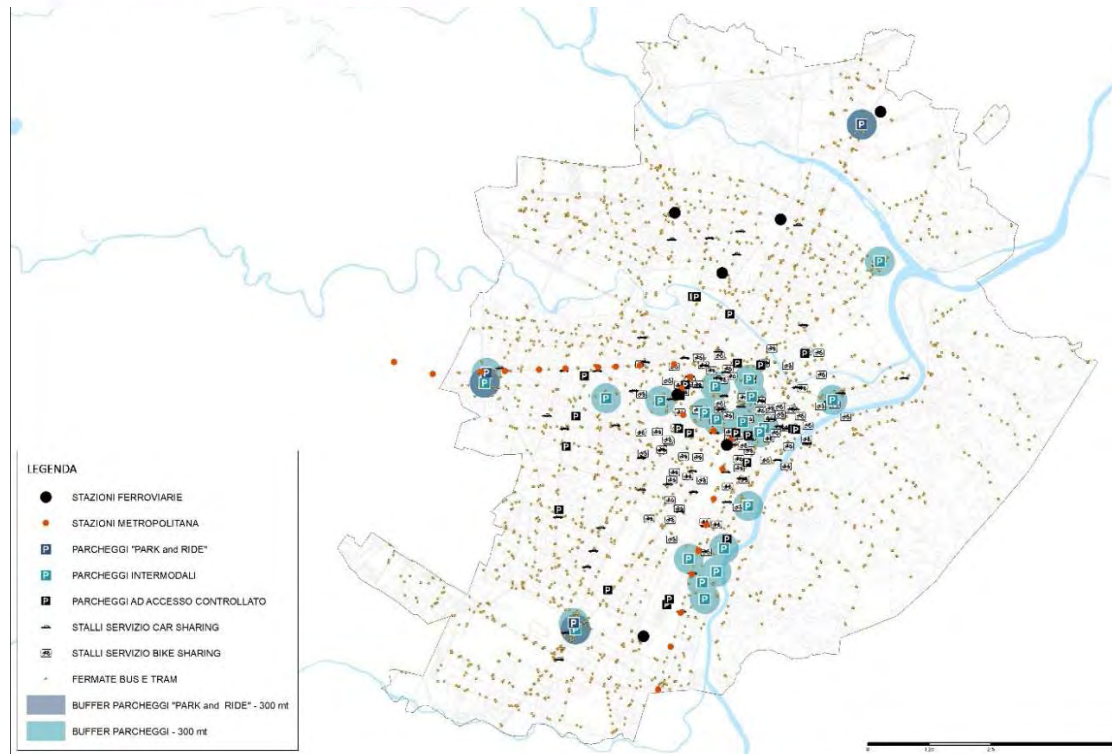 LEGENDA
STAZIONI FERROVIARIE
STAZIONI METROPOLITANA
P PARCHEGGI "PARK and RIDE"
P PARCHEGGI INTERMODALI
P PARCHEGGI AD ACCESSO CONTROLLATO
STALLI SERVIZIO CAR SHARING
STALLI SERVIZIO BIKE SHARING
FERMATE BUS E TRAM
BUFFER PARCHEGGI "PARK and RIDE" - 300 mt
BUFFER PARCHEGGI - 300 mt
0